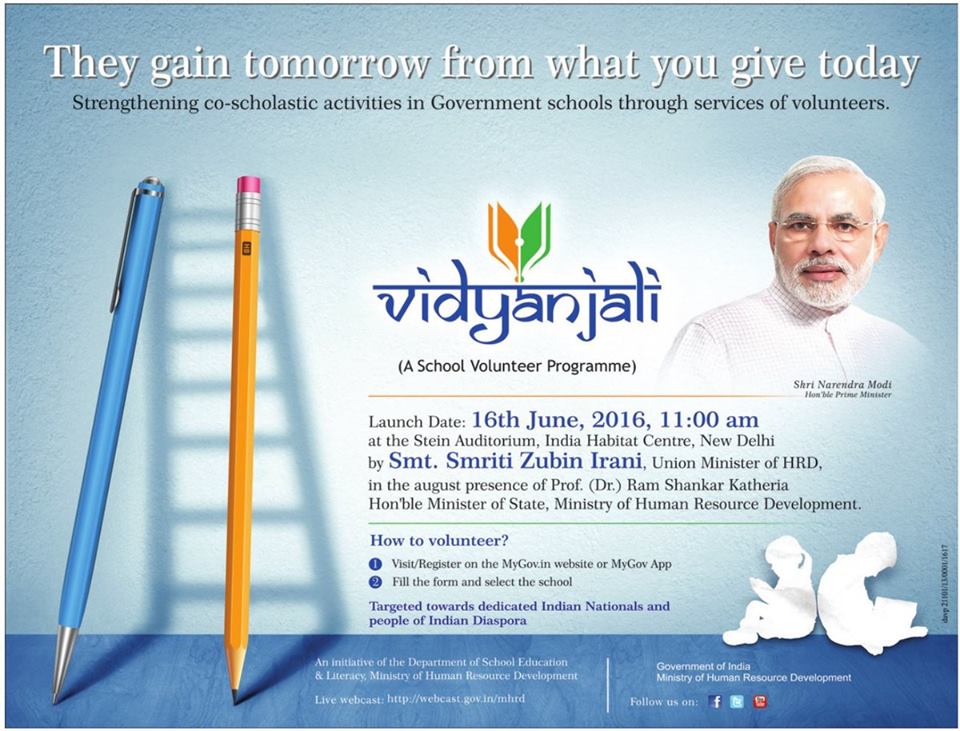 They gain tomorrow from what you give today
Strengthening co-scholastic activities in Government schools through services of volunteers.
HB
vidyanjali
(A School Volunteer Programme)
Shri Narendra Modi
Hon'ble Prime Minister
Launch Date: 16th June, 2016, 11:00 am
at the Stein Auditorium, India Habitat Centre, New Delhi
by Smt. Smriti Zubin Irani, Union Minister of HRD,
in the august presence of Prof. (Dr.) Ram Shankar Katheria
Hon'ble Minister of State, Ministry of Human Resource Development.
How to volunteer?
1 Visit/Register on the MyGov.in website or MyGov App
2 Fill the form and select the school
Targeted towards dedicated Indian Nationals and
people of Indian Diaspora
davp 21101/13/0001/1617
An initiative of the Department of School Education
& Literacy, Ministry of Human Resource Development
Live webcast: http://webcast.gov.in/mhrd
Government of India
Ministry of Human Resource Development
Follow us on: